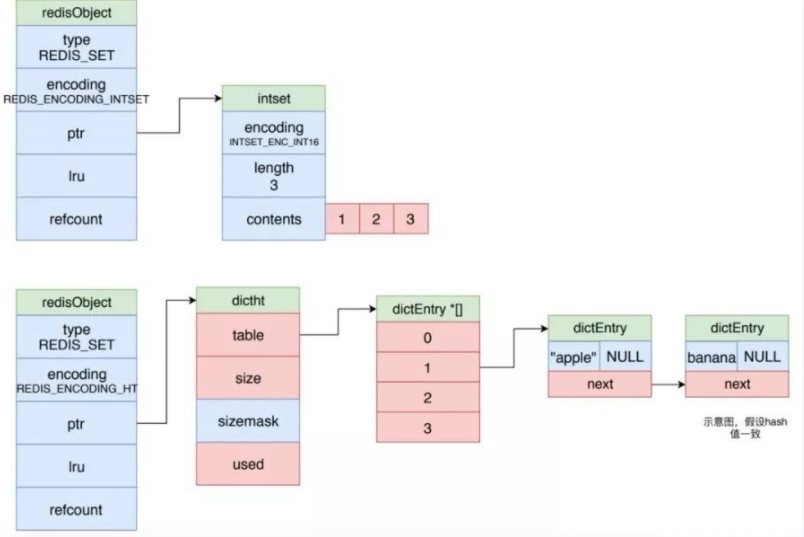 redisObject
type
REDIS_SET
encoding
REDIS_ENCODING_INTSET
ptr
lru
refcount
intset
encoding
INTSET_ENC_INT16
length
3
contents
1 2 3
redisObject
type
REDIS_SET
encoding
REDIS_ENCODING_HT
ptr
lru
refcount
dictht
table
size
sizemask
used
dictEntry *[]
0
1
2
3
dictEntry
"apple" NULL
next
dictEntry
banana NULL
next
示意图，假设hash
值一致